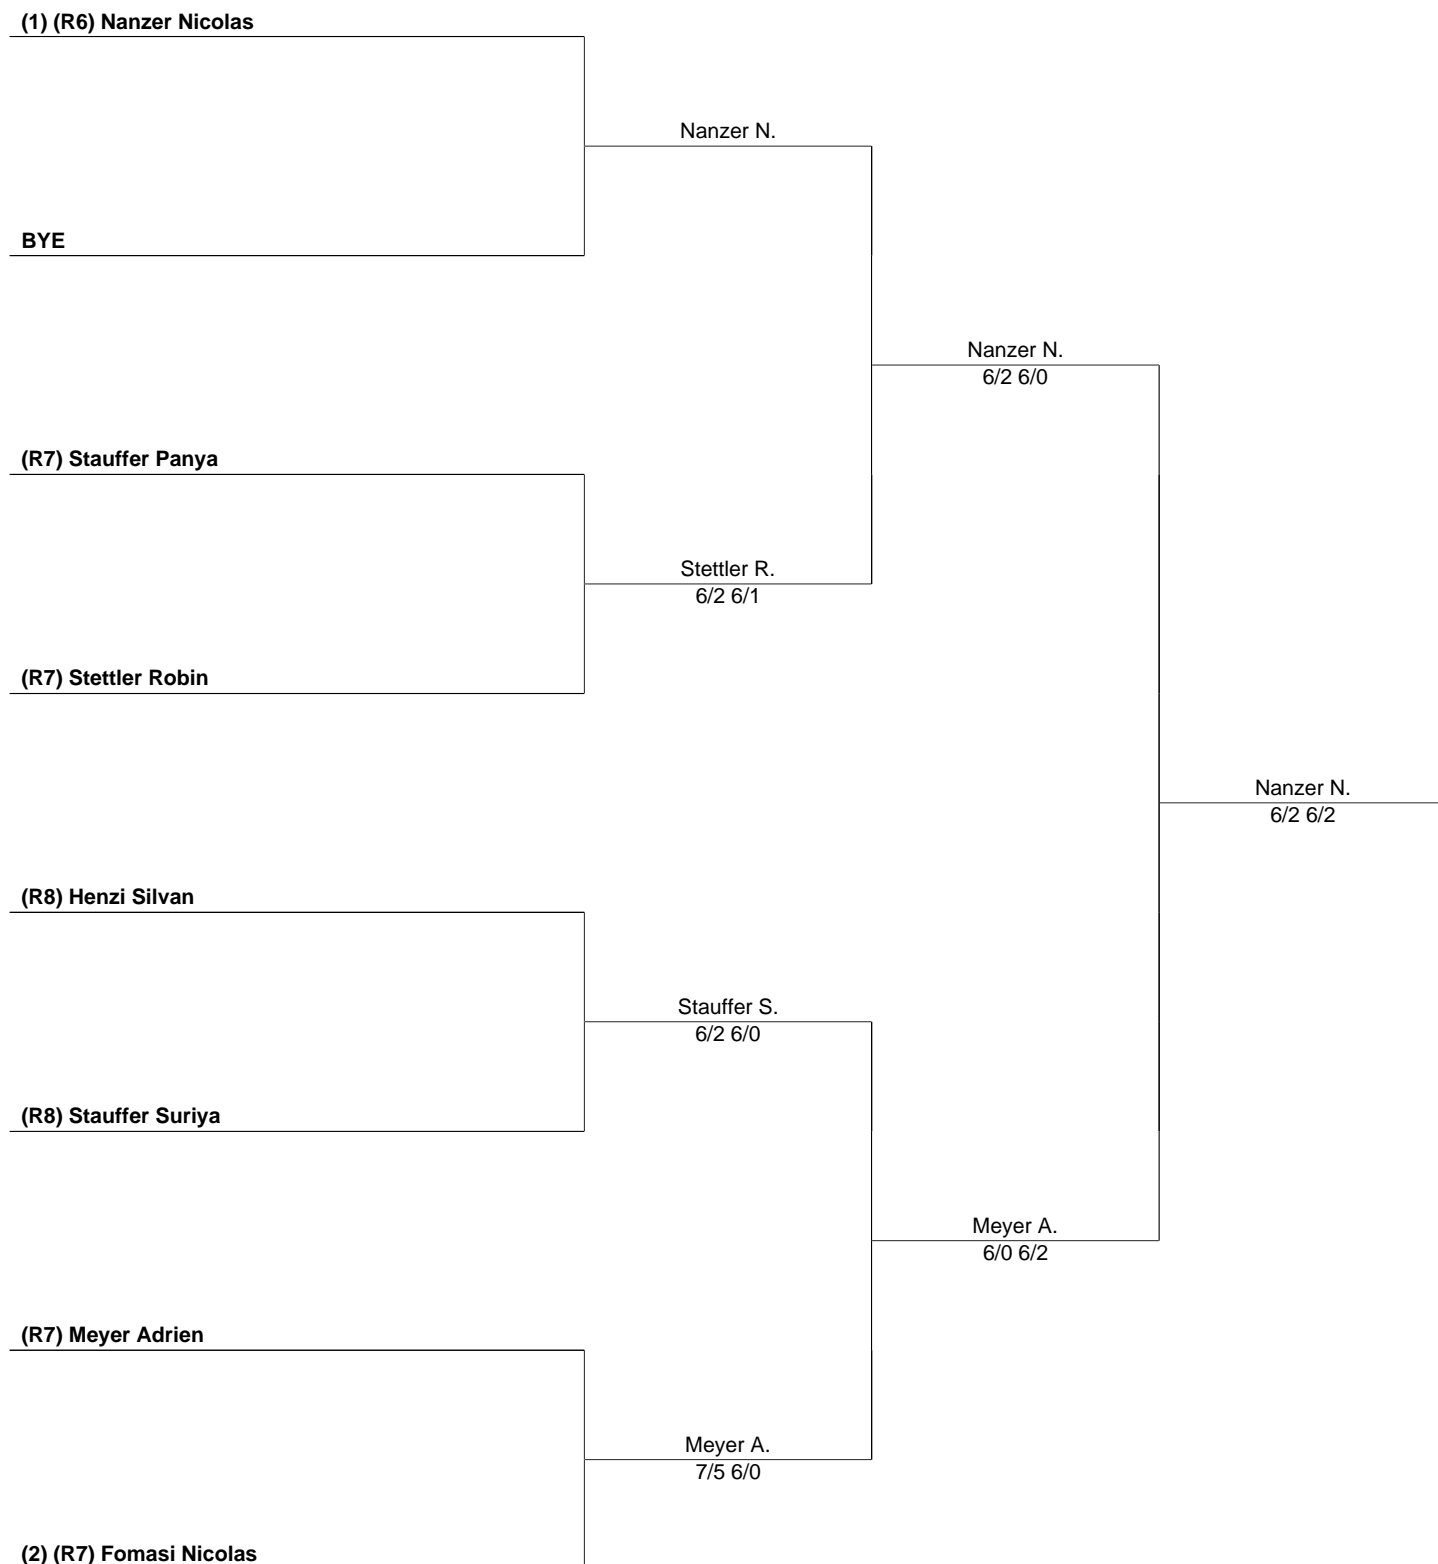 (1) (R6) Nanzer Nicolas
Nanzer N.
BYE
Nanzer N.
6/2 6/0
(R7) Stauffer Panya
Stettler R.
6/2 6/1
(R7) Stettler Robin
Nanzer N.
6/2 6/2
(R8) Henzi Silvan
Stauffer S.
6/2 6/0
(R8) Stauffer Suriya
Meyer A.
6/0 6/2
(R7) Meyer Adrien
Meyer A.
7/5 6/0
(2) (R7) Fomasi Nicolas